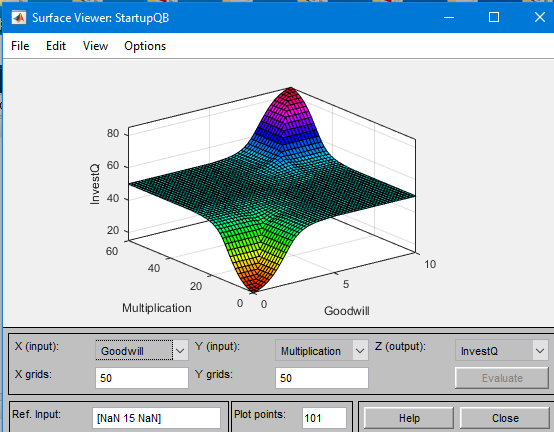 Surface Viewer: StartupQB
File Edit View Options
80
60
40
20
InvestQ
60
40
20
0
Multiplication
0
5
10
Goodwill
X (input): Goodwill Y (input): Multiplication Z (output): InvestQ
X grids: 50 Y grids: 50 Evaluate
Ref. Input: [NaN 15 NaN] Plot points: 101 Help Close